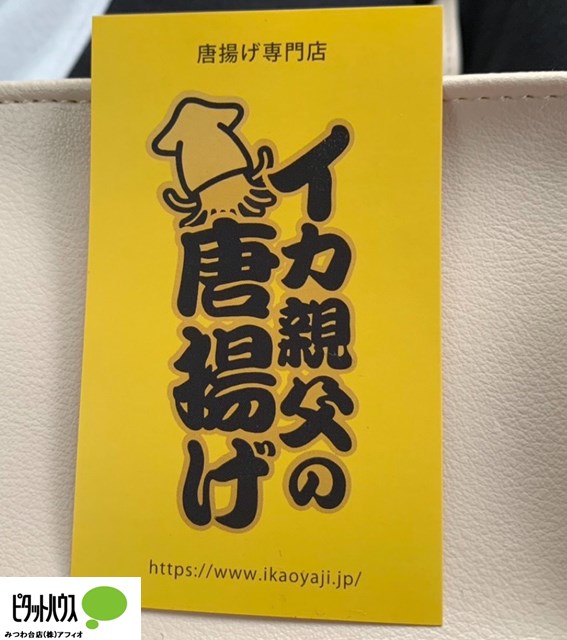 唐揚げ専門店
イカ親父の
唐揚げ
https://www.ikaoyaji.jp/
ピタットハウス
みつわ台店(株)アフィオ